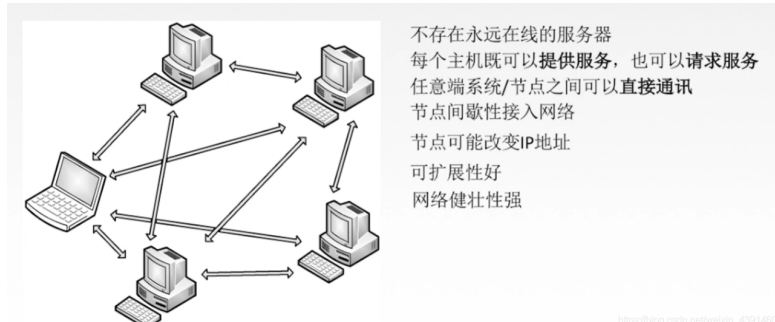 不存在永远在线的服务器
每个主机既可以提供服务，也可以请求服务
任意端系统/节点之间可以直接通讯
节点间歇性接入网络
节点可能改变IP地址
可扩展性好
网络健壮性强